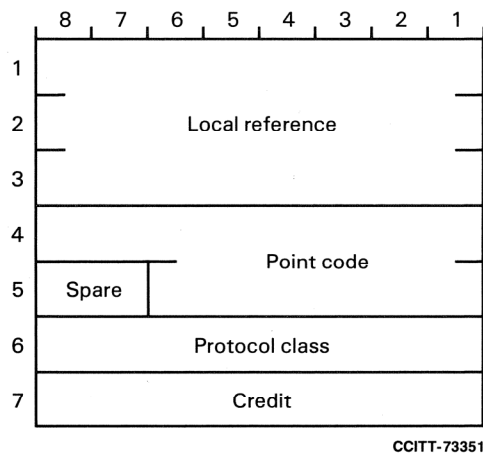 8 7 6 5 4 3 2 1
1
2 Local reference
3
4
Point code
5 Spare
6 Protocol class
7 Credit
CCITT-73351